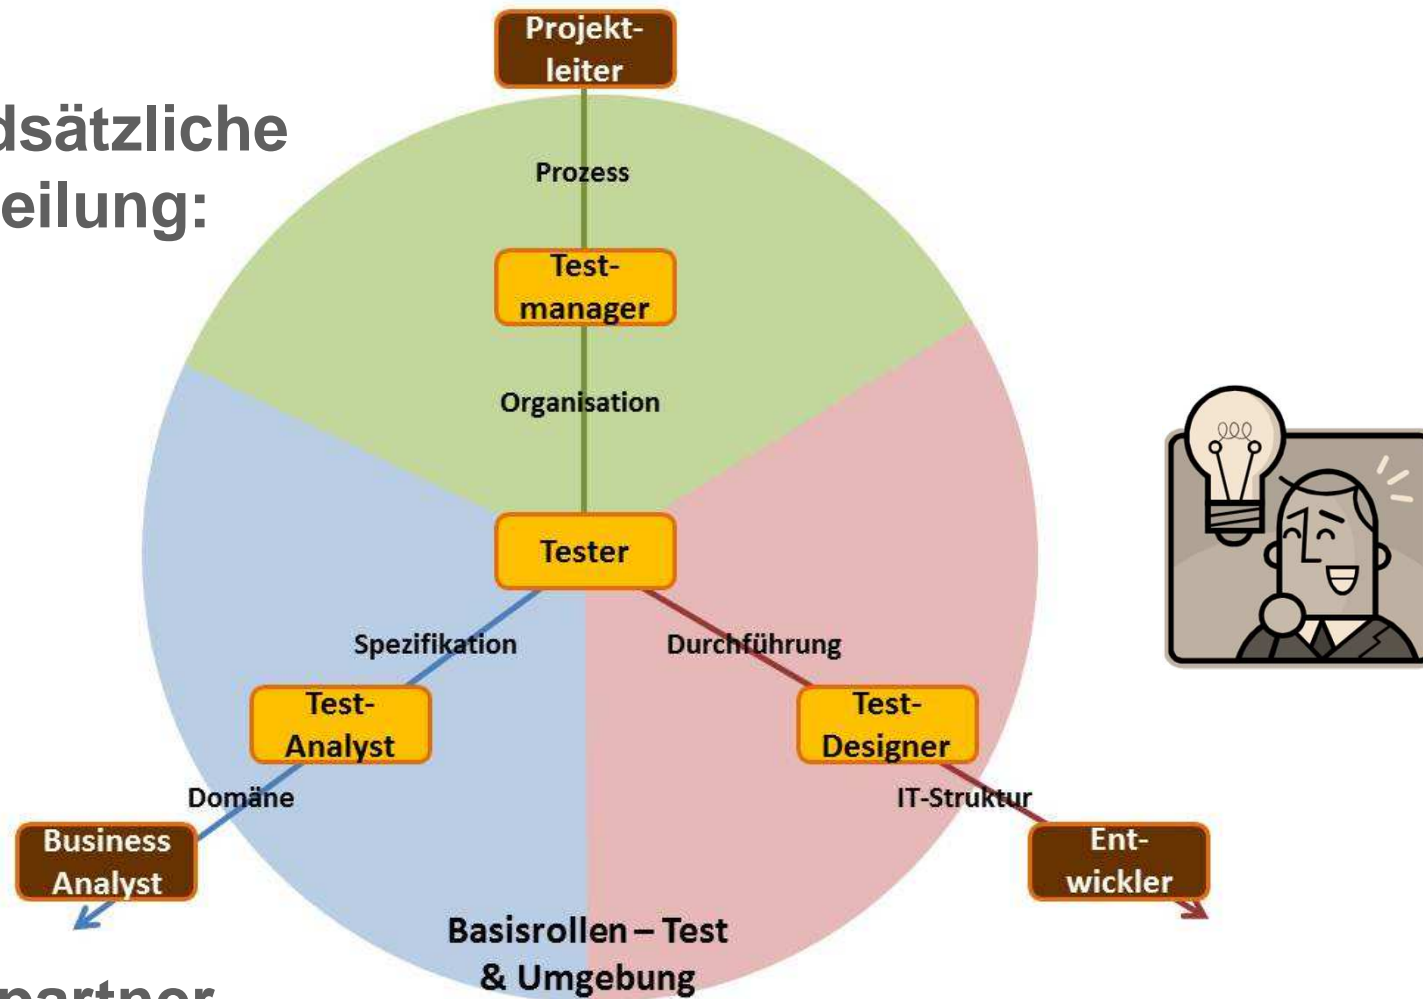 Projekt-
leiter
dsätzliche
eilung:
Prozess
Test-
manager
Organisation
Tester
Spezifikation
Durchführung
Test-
Analyst
Test-
Designer
Domäne
IT-Struktur
Business
Analyst
Ent-
wickler
Basisrollen – Test
& Umgebung
partner